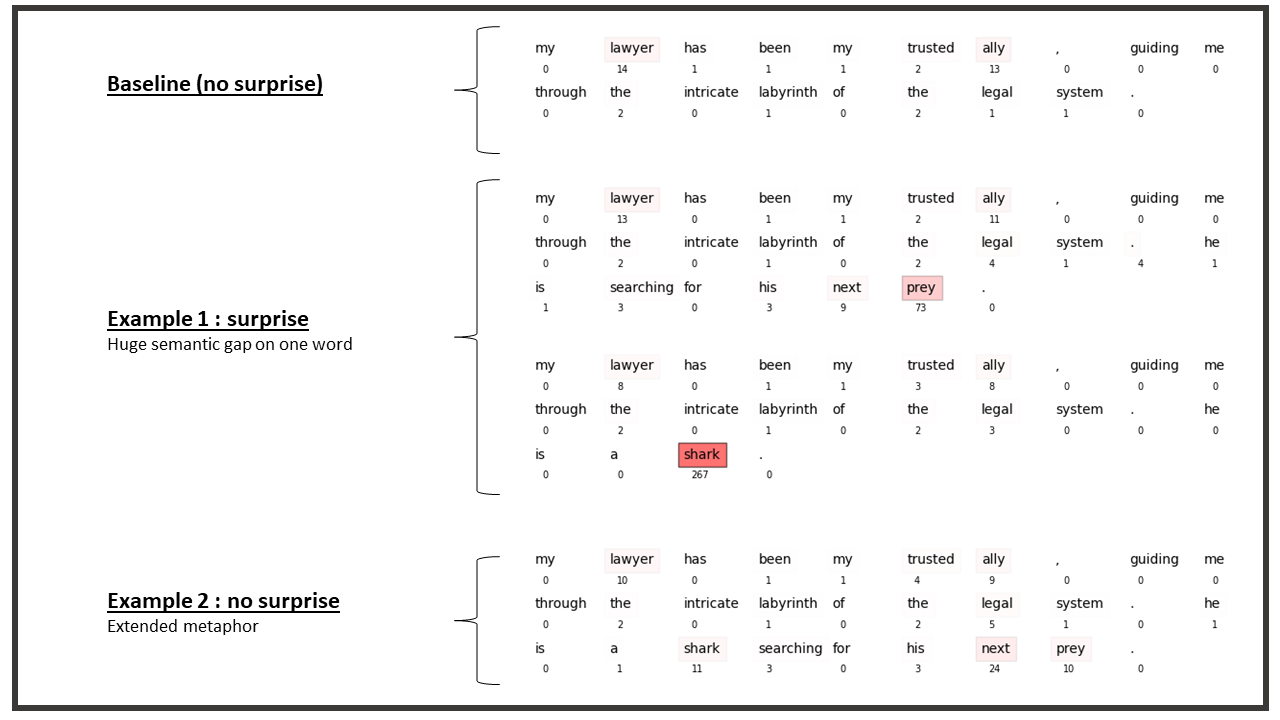 Baseline (no surprise)
my lawyer has been my trusted ally , guiding me
0 14 1 1 1 2 13 0 0 0
through the intricate labyrinth of the legal system .
0 2 0 1 0 2 1 1 0
Example 1 : surprise
Huge semantic gap on one word
my lawyer has been my trusted ally , guiding me
0 13 0 1 1 2 11 0 0 0
through the intricate labyrinth of the legal system . he
0 2 0 1 0 2 4 1 4 1
is searching for his next prey .
1 3 0 3 9 73 0
my lawyer has been my trusted ally , guiding me
0 8 0 1 1 3 8 0 0 0
through the intricate labyrinth of the legal system . he
0 2 0 1 0 2 3 0 0 0
is a shark .
0 0 267 0
Example 2 : no surprise
Extended metaphor
my lawyer has been my trusted ally , guiding me
0 10 0 1 1 4 9 0 0 0
through the intricate labyrinth of the legal system . he
0 2 0 1 0 2 5 1 0 1
is a shark searching for his next prey .
0 1 11 3 0 3 24 10 0